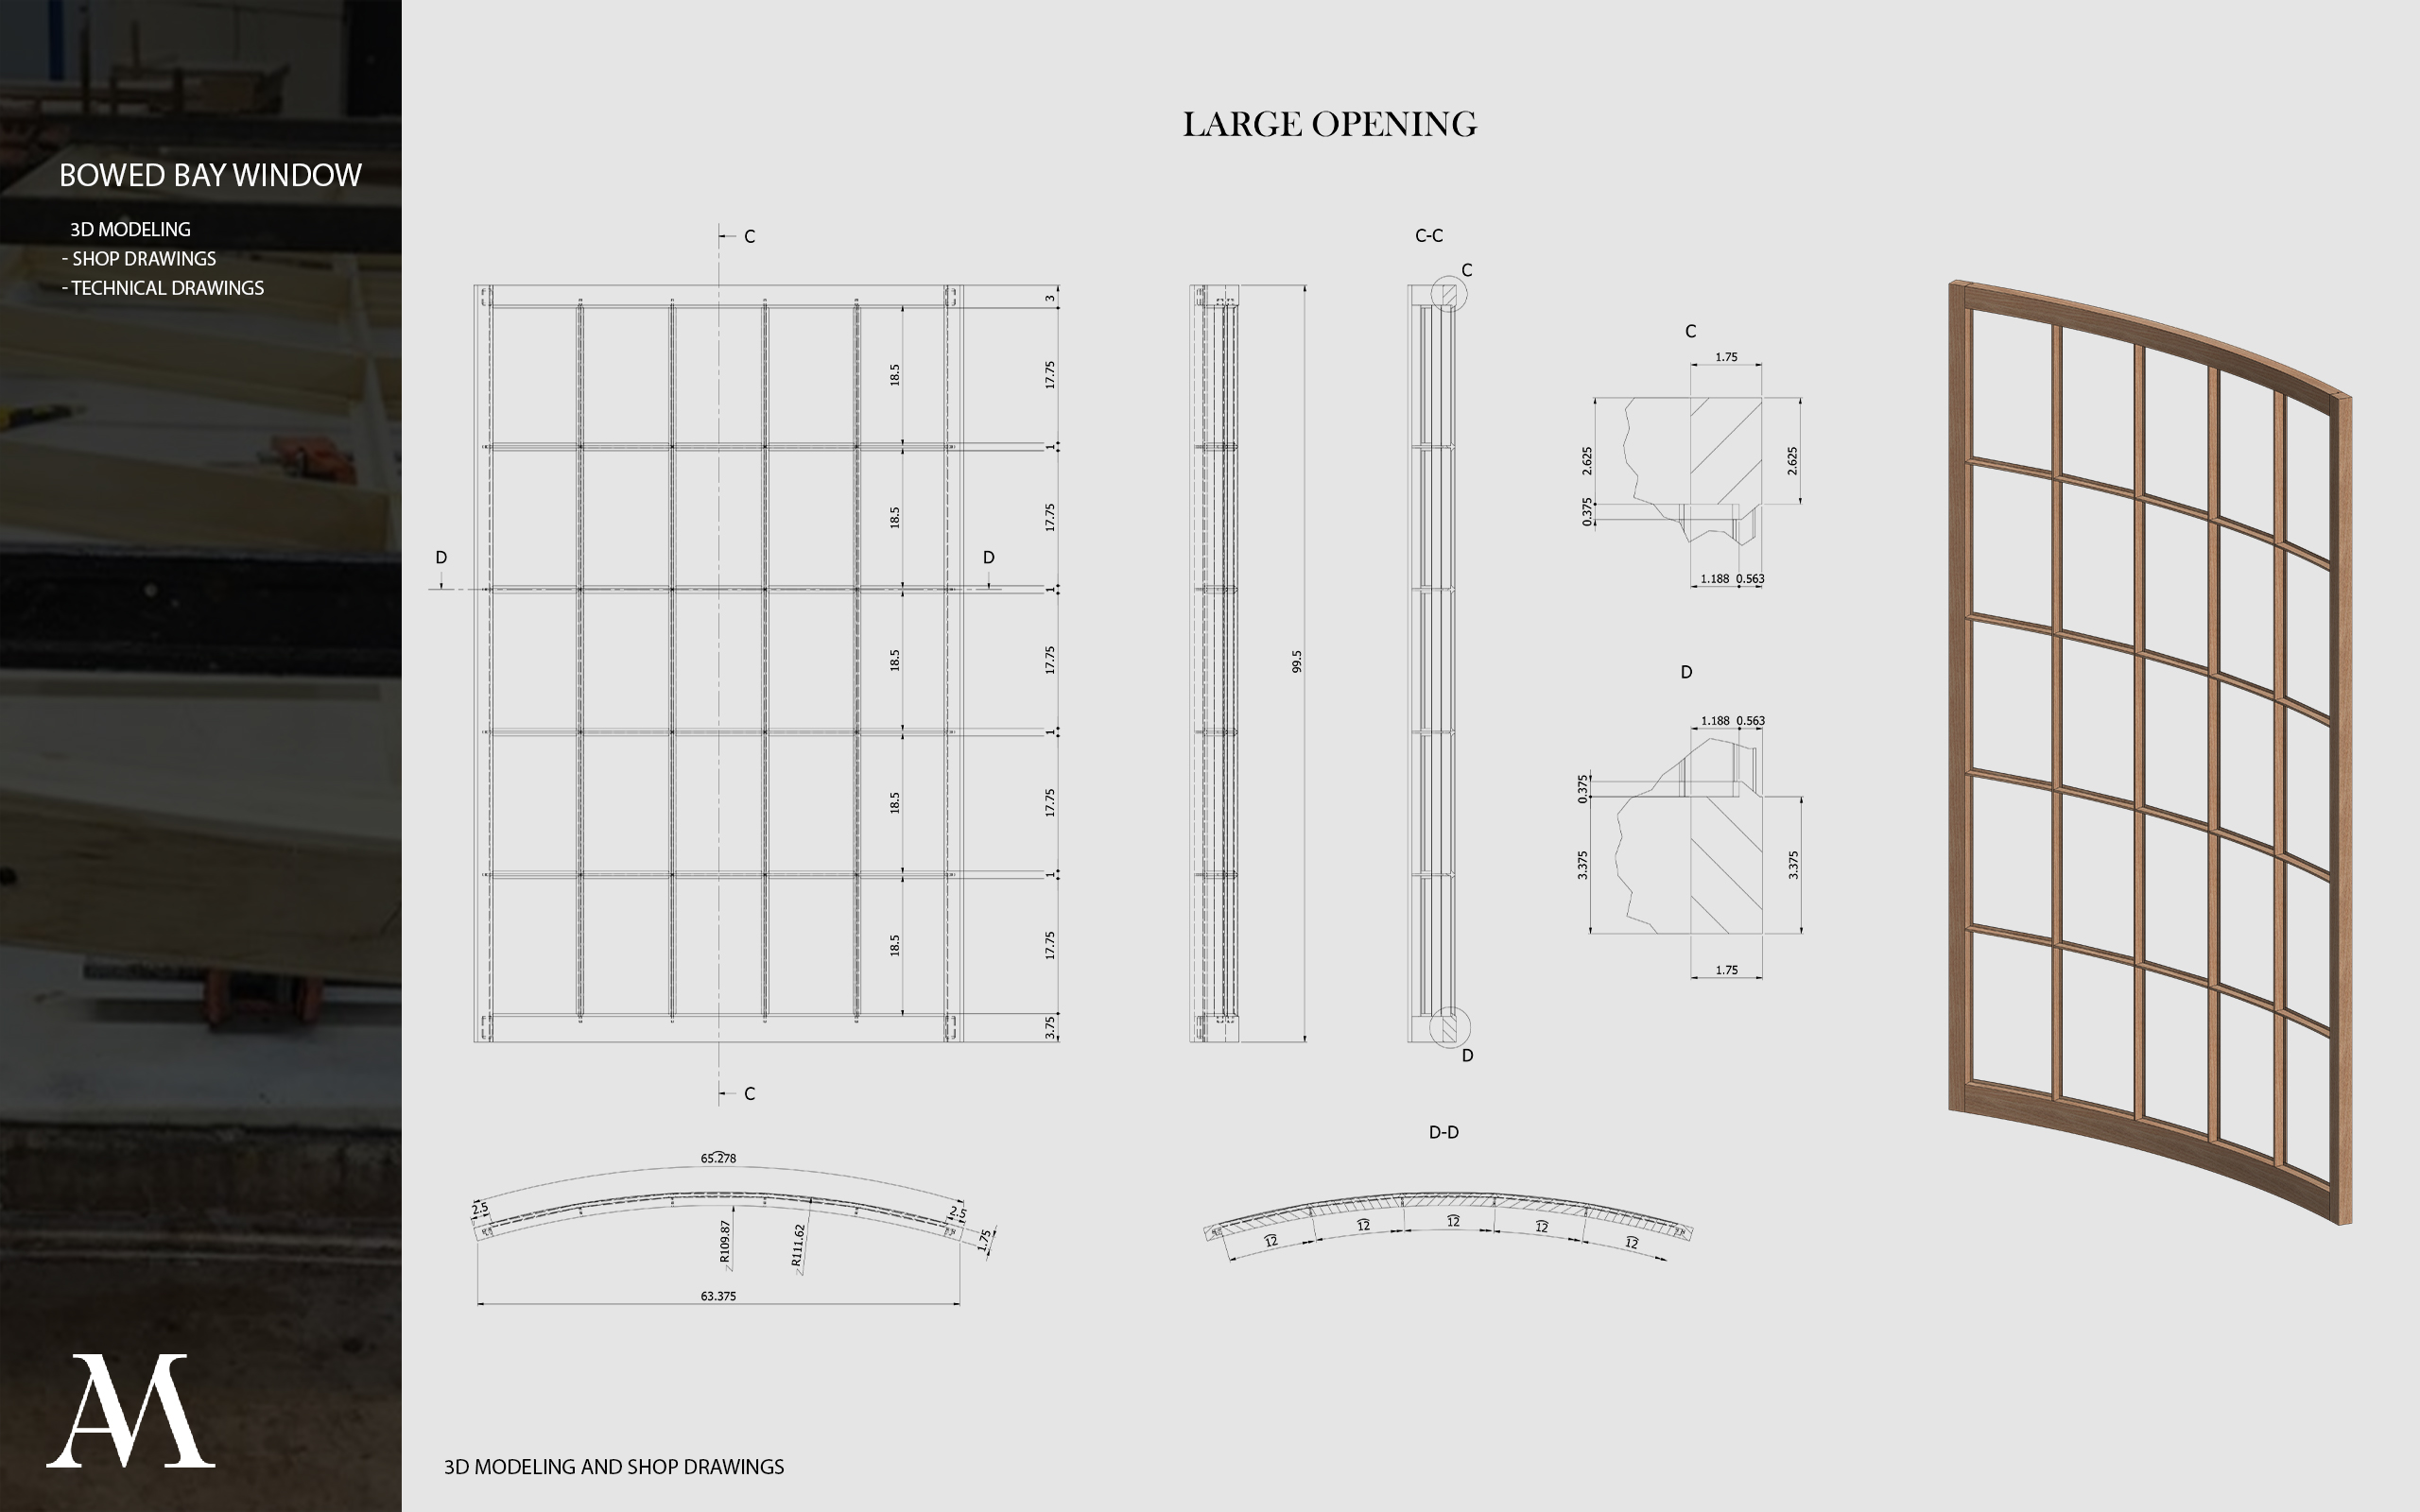 BOWED BAY WINDOW
3D MODELING
- SHOP DRAWINGS
- TECHNICAL DRAWINGS
AM
LARGE OPENING
C
3
18.5
17.75
1
18.5
17.75
D
D
1
18.5
17.75
1
18.5
17.75
1
18.5
17.75
3.75
C
99.5
C-C
C
D
C
1.75
2.625
2.625
0.375
1.188 0.563
D
1.188 0.563
0.375
3.375
3.375
1.75
65.278
2.5
2.5
R109.87
R111.62
1.75
63.375
D-D
12
12
12
12
12
3D MODELING AND SHOP DRAWINGS